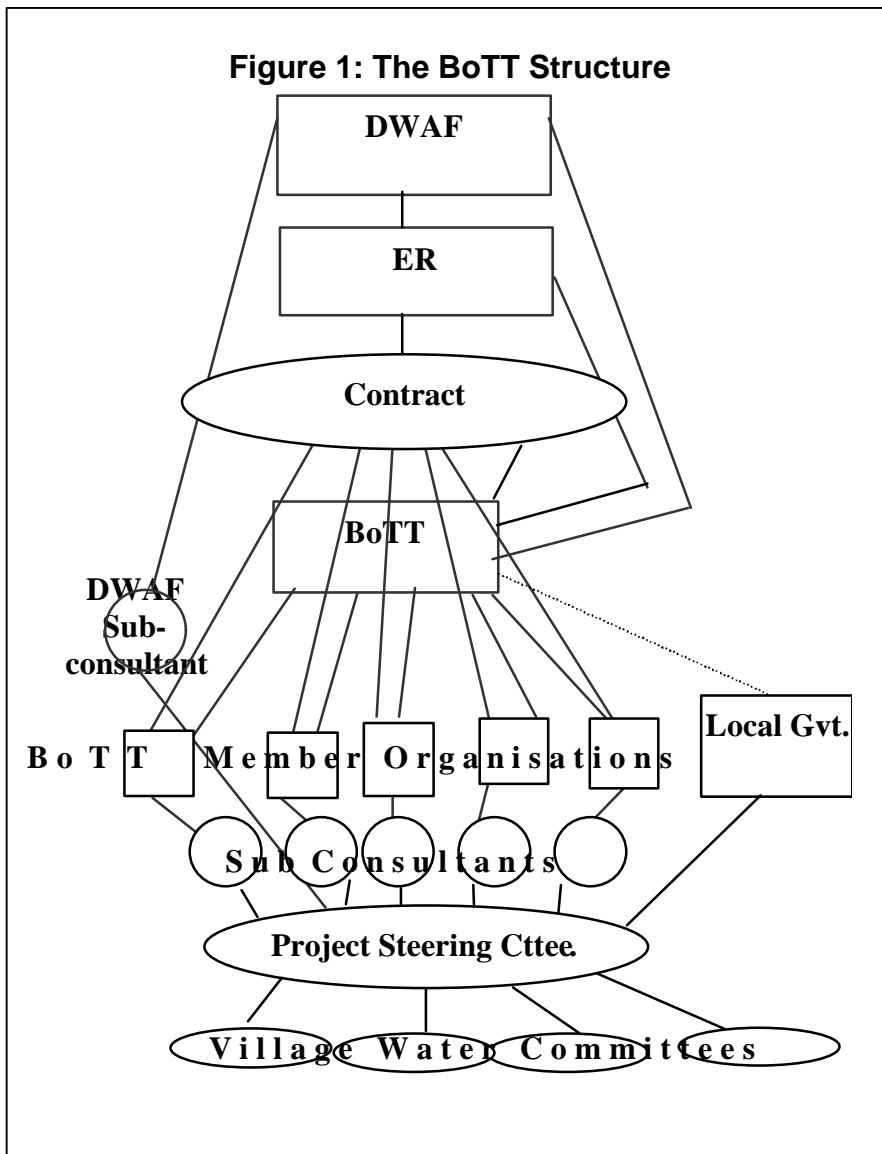 Figure 1: The BoTT Structure
DWAF
ER
Contract
BoTT
DWAF
Sub-
consultant
Local Gvt.
BoTT Member Organisations
Sub Consultants
Project Steering Cttee.
Village Water Committees